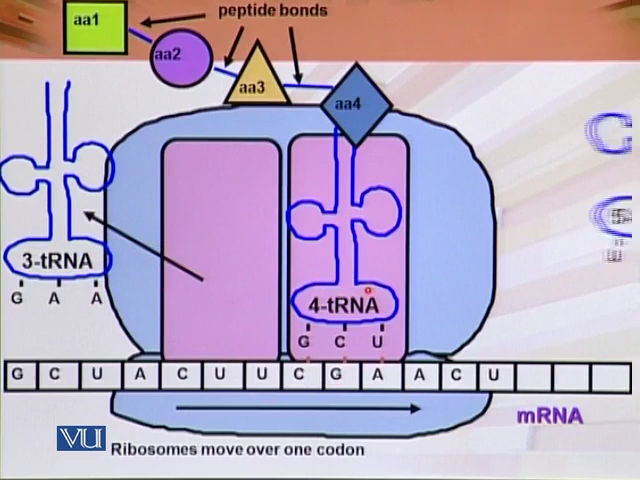 peptide bonds
aa1
aa2
aa3
aa4
3-tRNA
G A A
4-tRNA
G C U
G C U A C U U C G A A C U
mRNA
VU
Ribosomes move over one codon